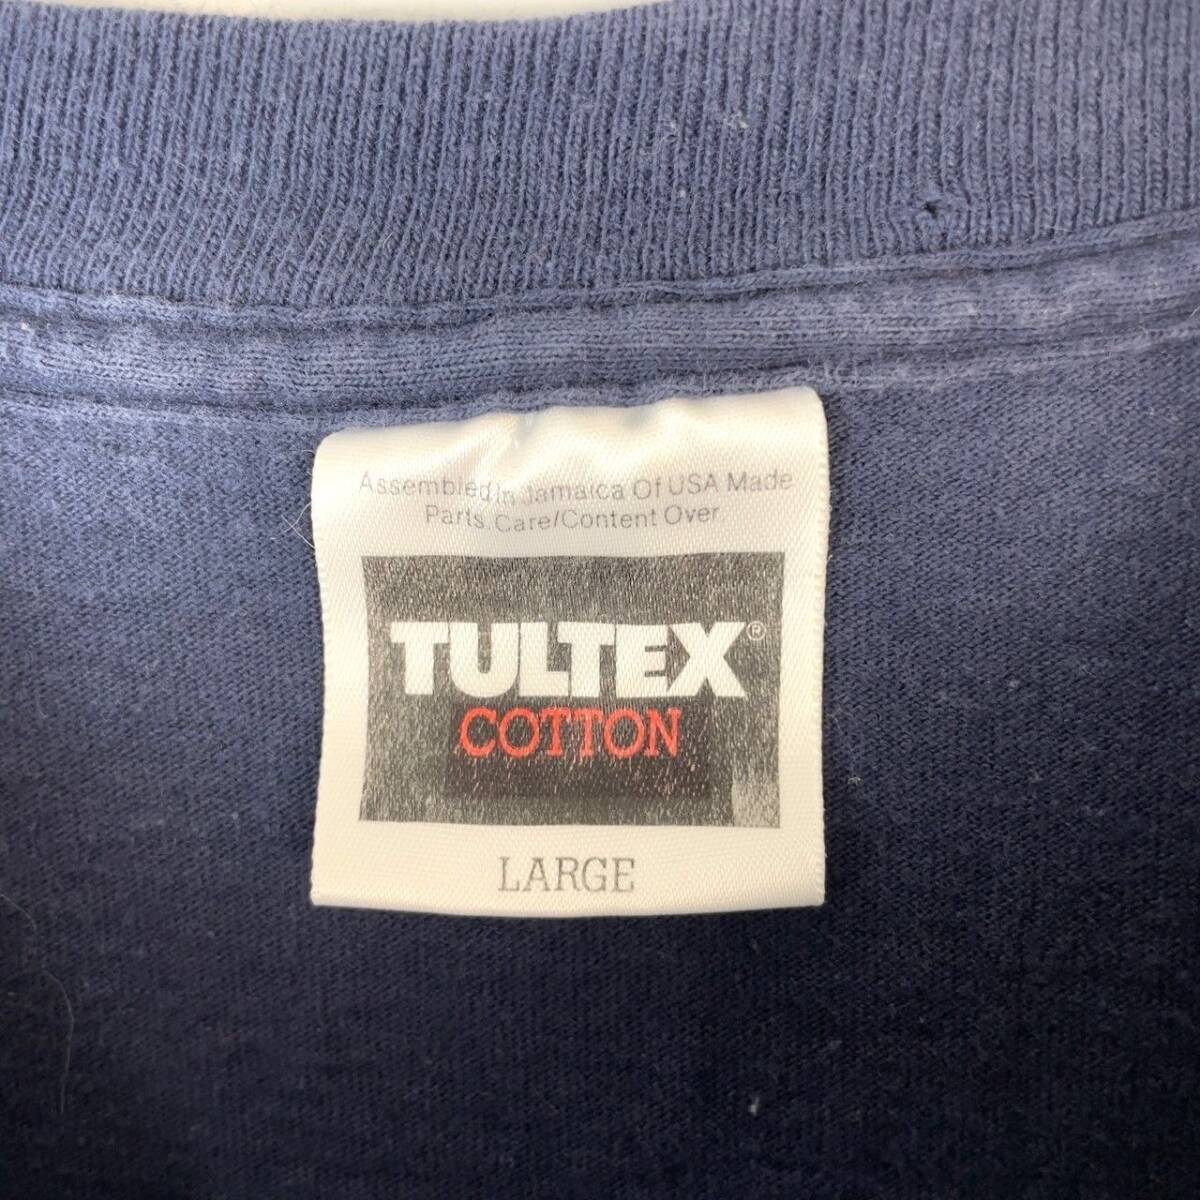 Assembled In Jamaica Of USA Made
Parts. Care/Content Over
TULTEX®
COTTON
LARGE